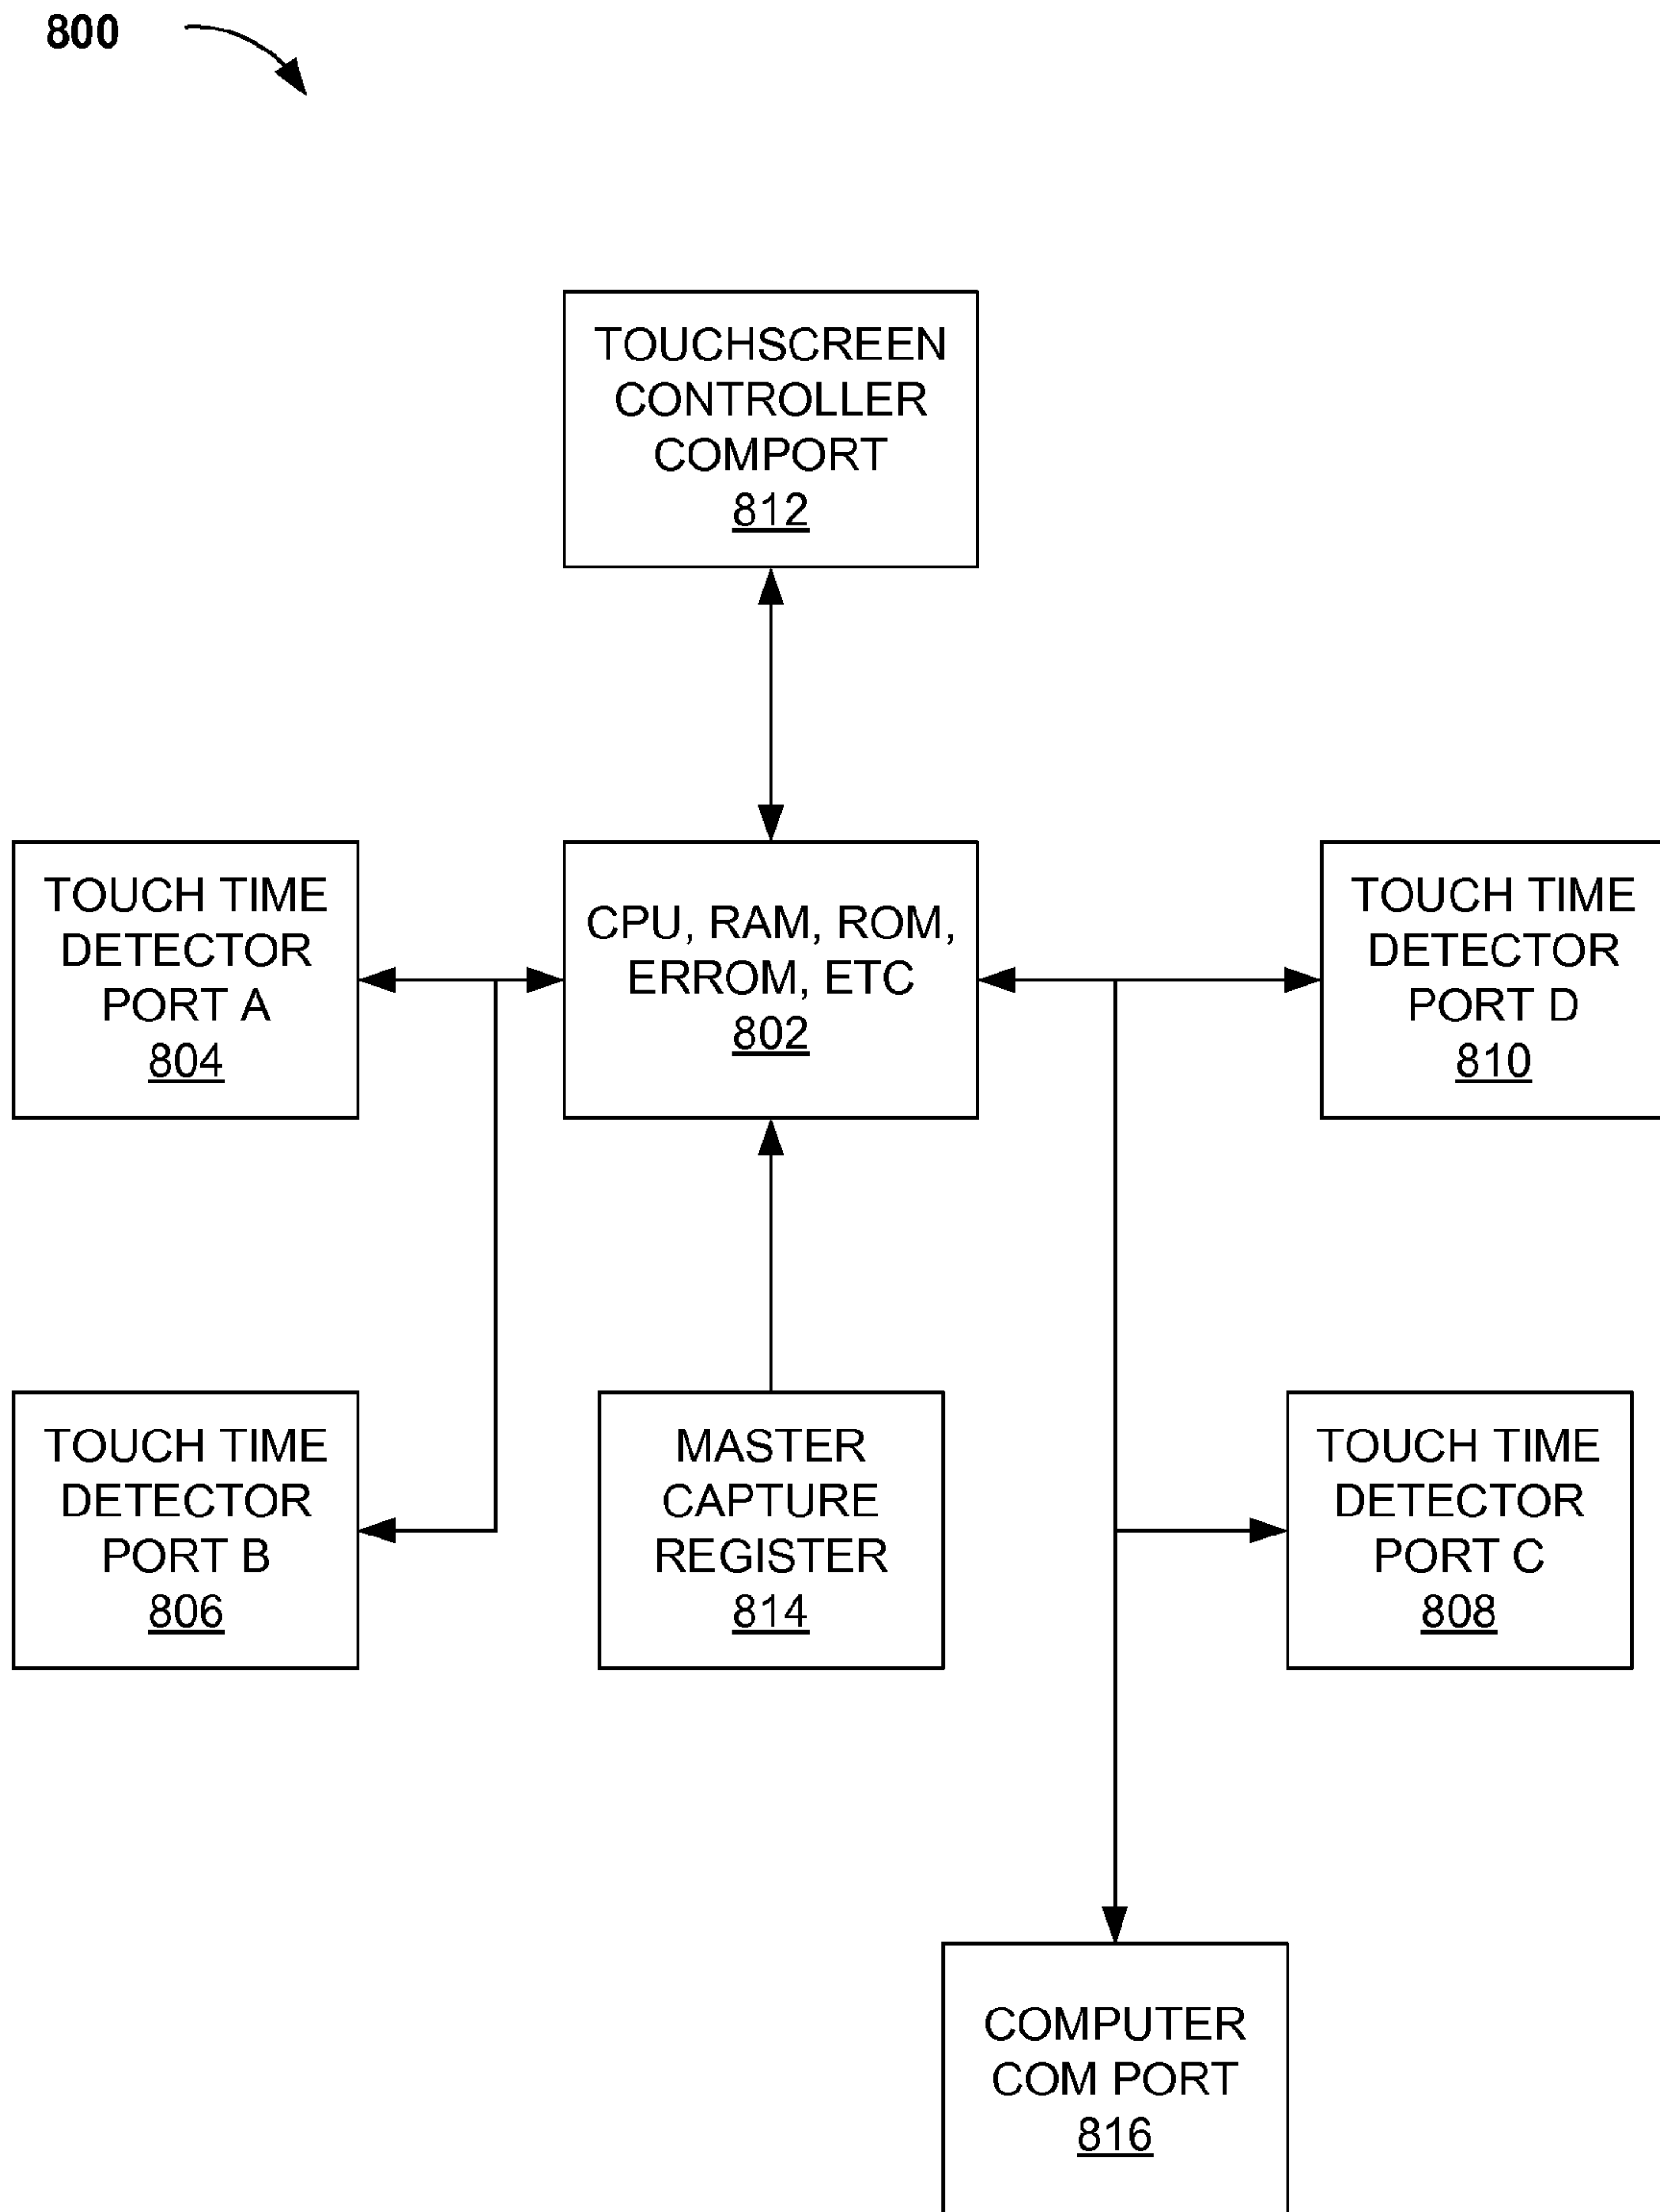 800
TOUCHSCREEN
CONTROLLER
COMPORT
812
TOUCH TIME
DETECTOR
PORT A
804
CPU, RAM, ROM,
ERROM, ETC
802
TOUCH TIME
DETECTOR
PORT D
810
TOUCH TIME
DETECTOR
PORT B
806
MASTER
CAPTURE
REGISTER
814
TOUCH TIME
DETECTOR
PORT C
808
COMPUTER
COM PORT
816